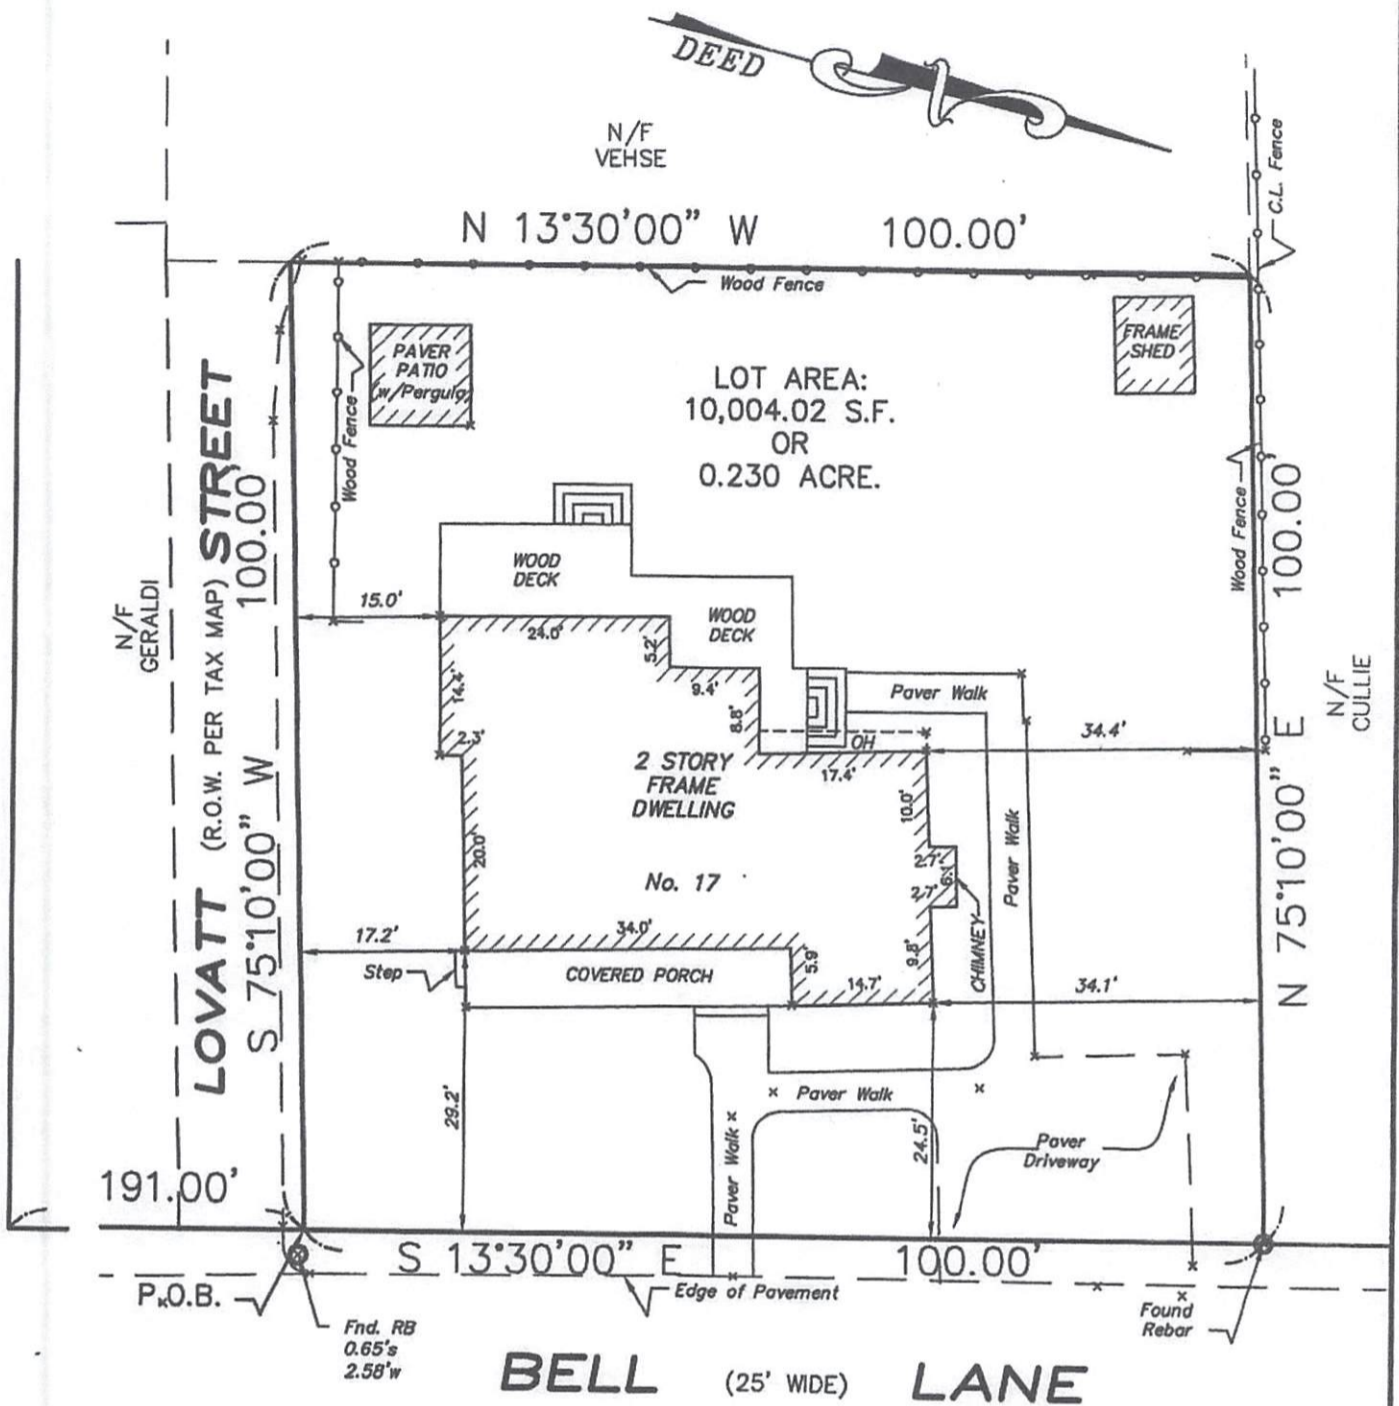 DEED
N/F
VEHSE
N 13°30'00" W 100.00'
C.L. Fence
Wood Fence
PAVER
PATIO
(w/Pergula)
FRAME
SHED
LOT AREA:
10,004.02 S.F.
OR
0.230 ACRE.
Wood Fence
Wood Fence
LOVATT (R.O.W. PER TAX MAP) STREET
S 75°10'00" W 100.00'
N/F
GERALDI
N 75°10'00" E 100.00'
N/F
CULLIE
WOOD
DECK
WOOD
DECK
15.0'
24.0'
5.2'
9.4'
8.8'
14.4'
2.3'
Paver Walk
OH
34.4'
17.4'
2 STORY
FRAME
DWELLING
10.0'
Paver Walk
2.7'
6.1'
2.7'
20.0'
No. 17
CHIMNEY
34.0'
17.2'
Step
COVERED PORCH
5.9'
9.8'
14.7'
34.1'
29.2'
Paver Walk
Paver Walk
24.5'
Paver
Driveway
191.00'
S 13°30'00" E 100.00'
P.O.B.
Edge of Pavement
Fnd. RB
0.65's
2.58'w
Found
Rebar
BELL (25' WIDE) LANE